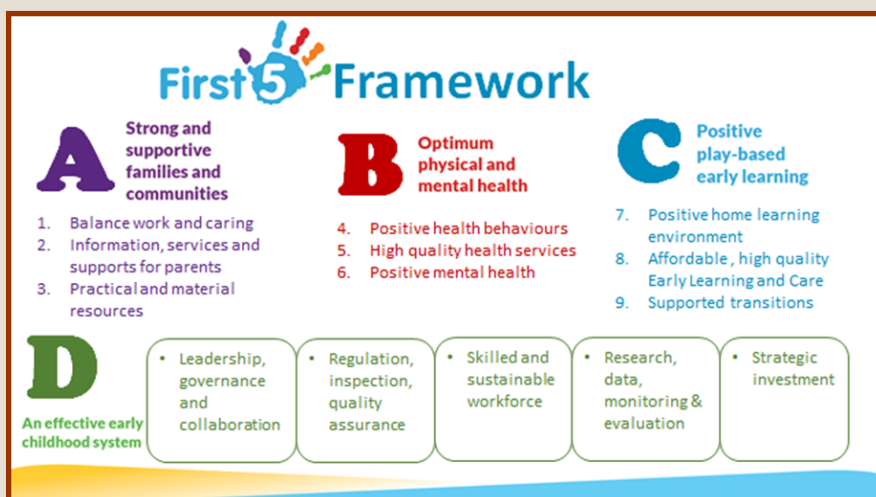 First 5 Framework
A
Strong and
supportive
families and
communities
1. Balance work and caring
2. Information, services and
supports for parents
3. Practical and material
resources
B
Optimum
physical and
mental health
4. Positive health behaviours
5. High quality health services
6. Positive mental health
C
Positive
play-based
early learning
7. Positive home learning
environment
8. Affordable , high quality
Early Learning and Care
9. Supported transitions
D
An effective early
childhood system
• Leadership,
governance
and
collaboration
• Regulation,
inspection,
quality
assurance
• Skilled and
sustainable
workforce
• Research,
data,
monitoring &
evaluation
• Strategic
investment